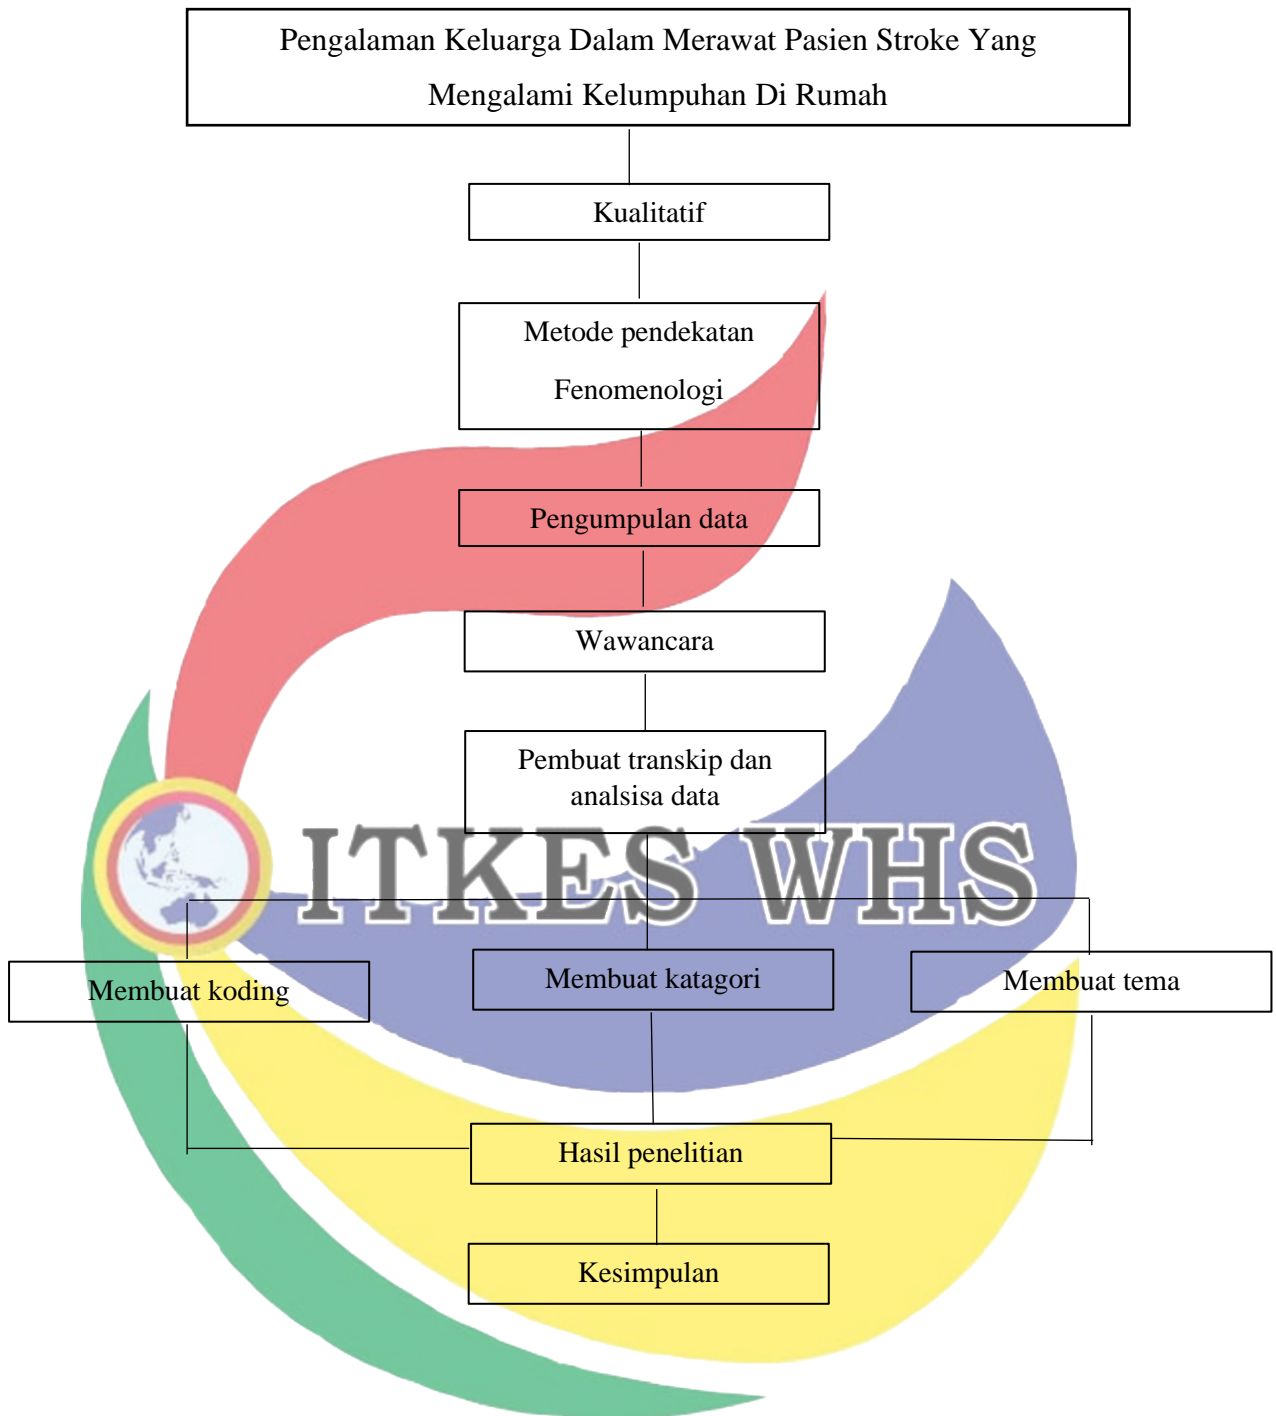 Pengalaman Keluarga Dalam Merawat Pasien Stroke Yang
Mengalami Kelumpuhan Di Rumah
Kualitatif
Metode pendekatan
Fenomenologi
Pengumpulan data
Wawancara
Pembuat transkip dan
analsisa data
ITKES WHS
Membuat koding
Membuat katagori
Membuat tema
Hasil penelitian
Kesimpulan